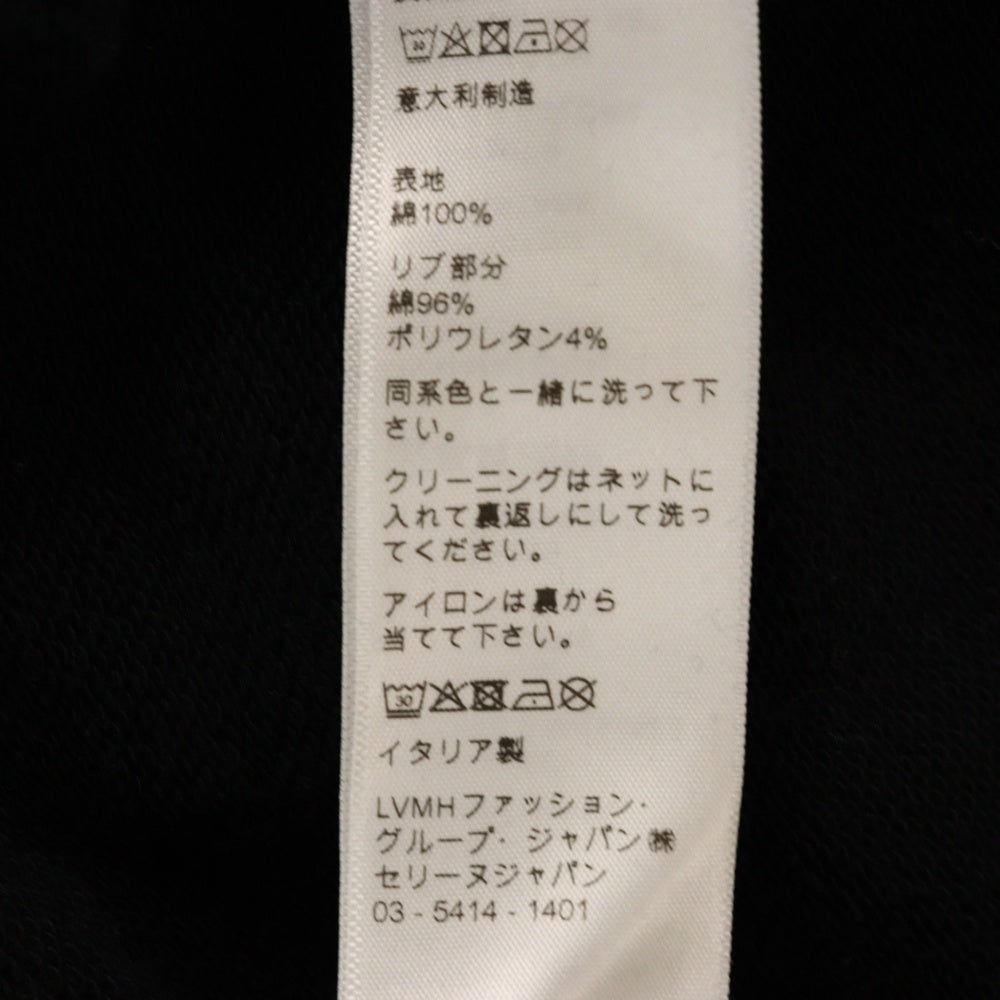 意大利制造
表地
綿100%
リブ部分
綿96%
ポリウレタン4%
同系色と一緒に洗って下
さい。
クリーニングはネットに
入れて裏返しにして洗っ
てください。
アイロンは裏から
当てて下さい。
30
イタリア製
LVMHファッション・
グループ・ジャパン㈱
セリーヌジャパン
03 - 5414 - 1401